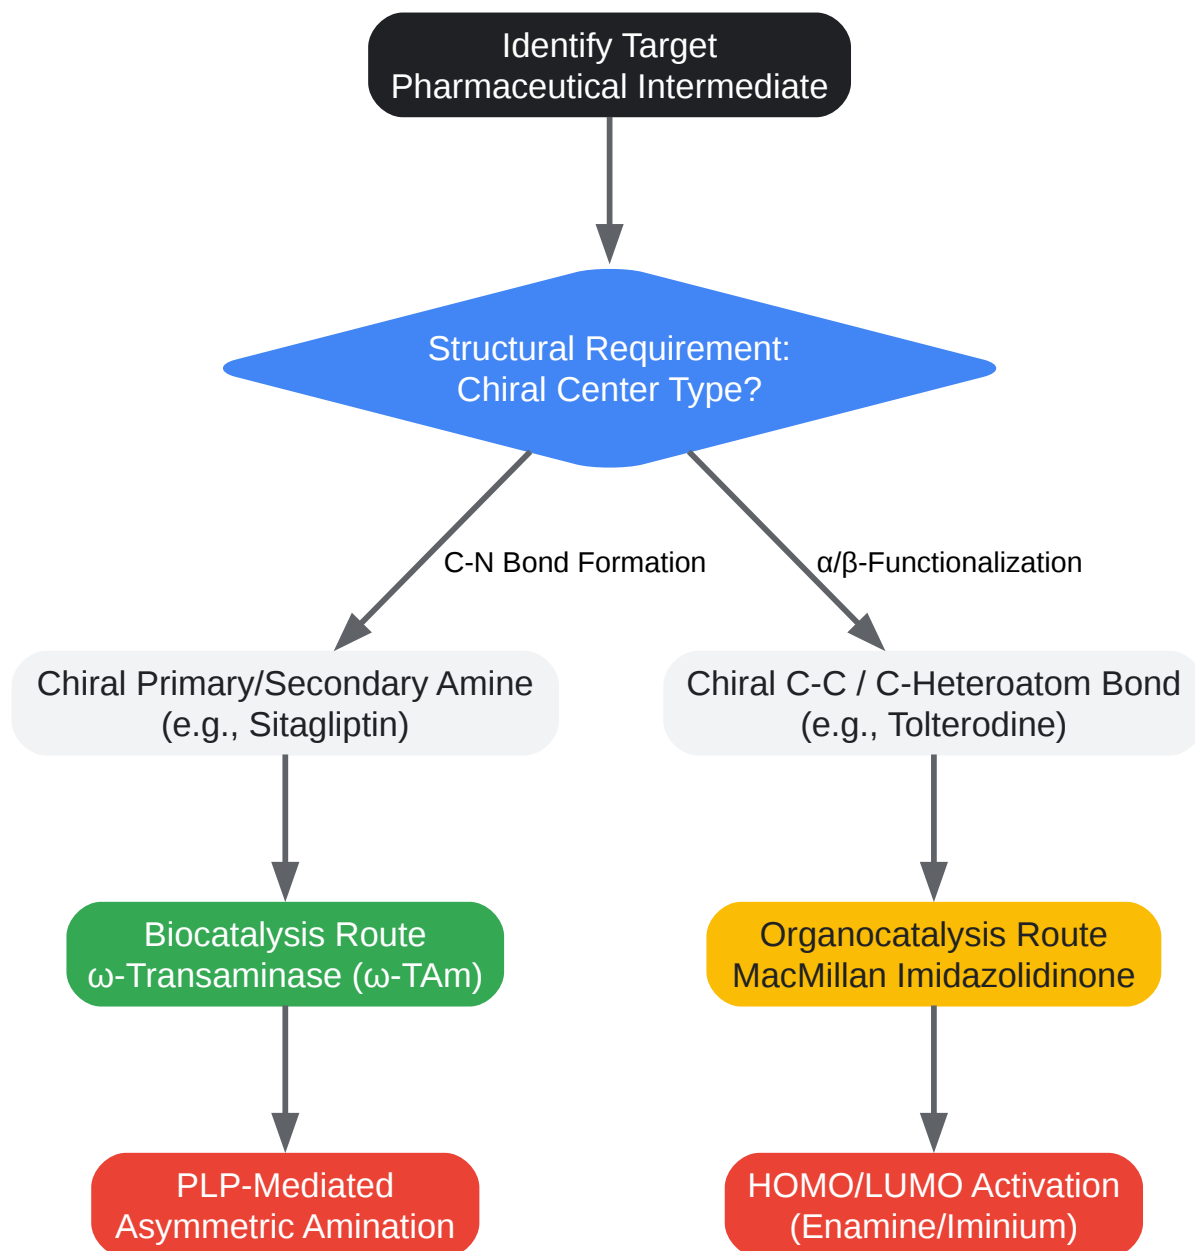 Identify Target
Pharmaceutical Intermediate
Structural Requirement:
Chiral Center Type?
C-N Bond Formation
α/β-Functionalization
Chiral Primary/Secondary Amine
(e.g., Sitagliptin)
Chiral C-C / C-Heteroatom Bond
(e.g., Tolterodine)
Biocatalysis Route
ω-Transaminase (ω-TAm)
Organocatalysis Route
MacMillan Imidazolidinone
PLP-Mediated
Asymmetric Amination
HOMO/LUMO Activation
(Enamine/Iminium)